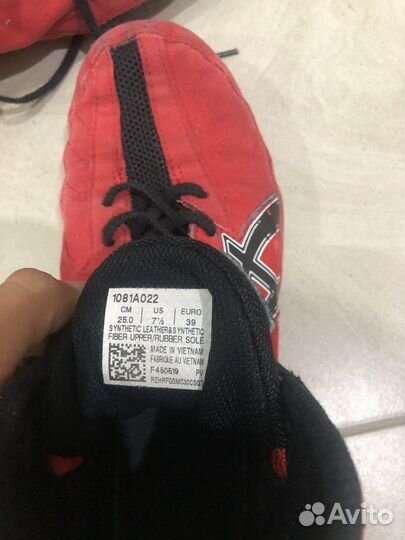 1081A022
CM US EURO
25.0 7½ 39
SYNTHETIC LEATHER&SYNTHETIC
FIBER UPPER/RUBBER SOLE
MADE IN VIETNAM
FABRIQUE AU VIETNAM
F450519 PV
Avito